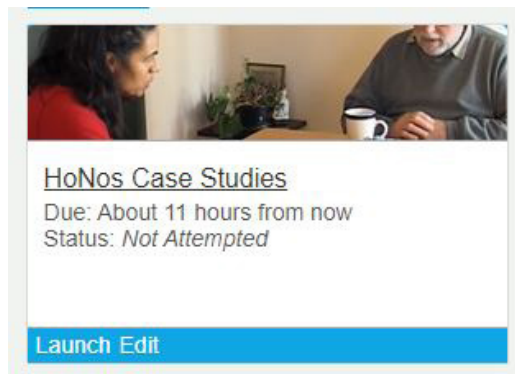 HoNos Case Studies
Due: About 11 hours from now
Status: Not Attempted
Launch Edit